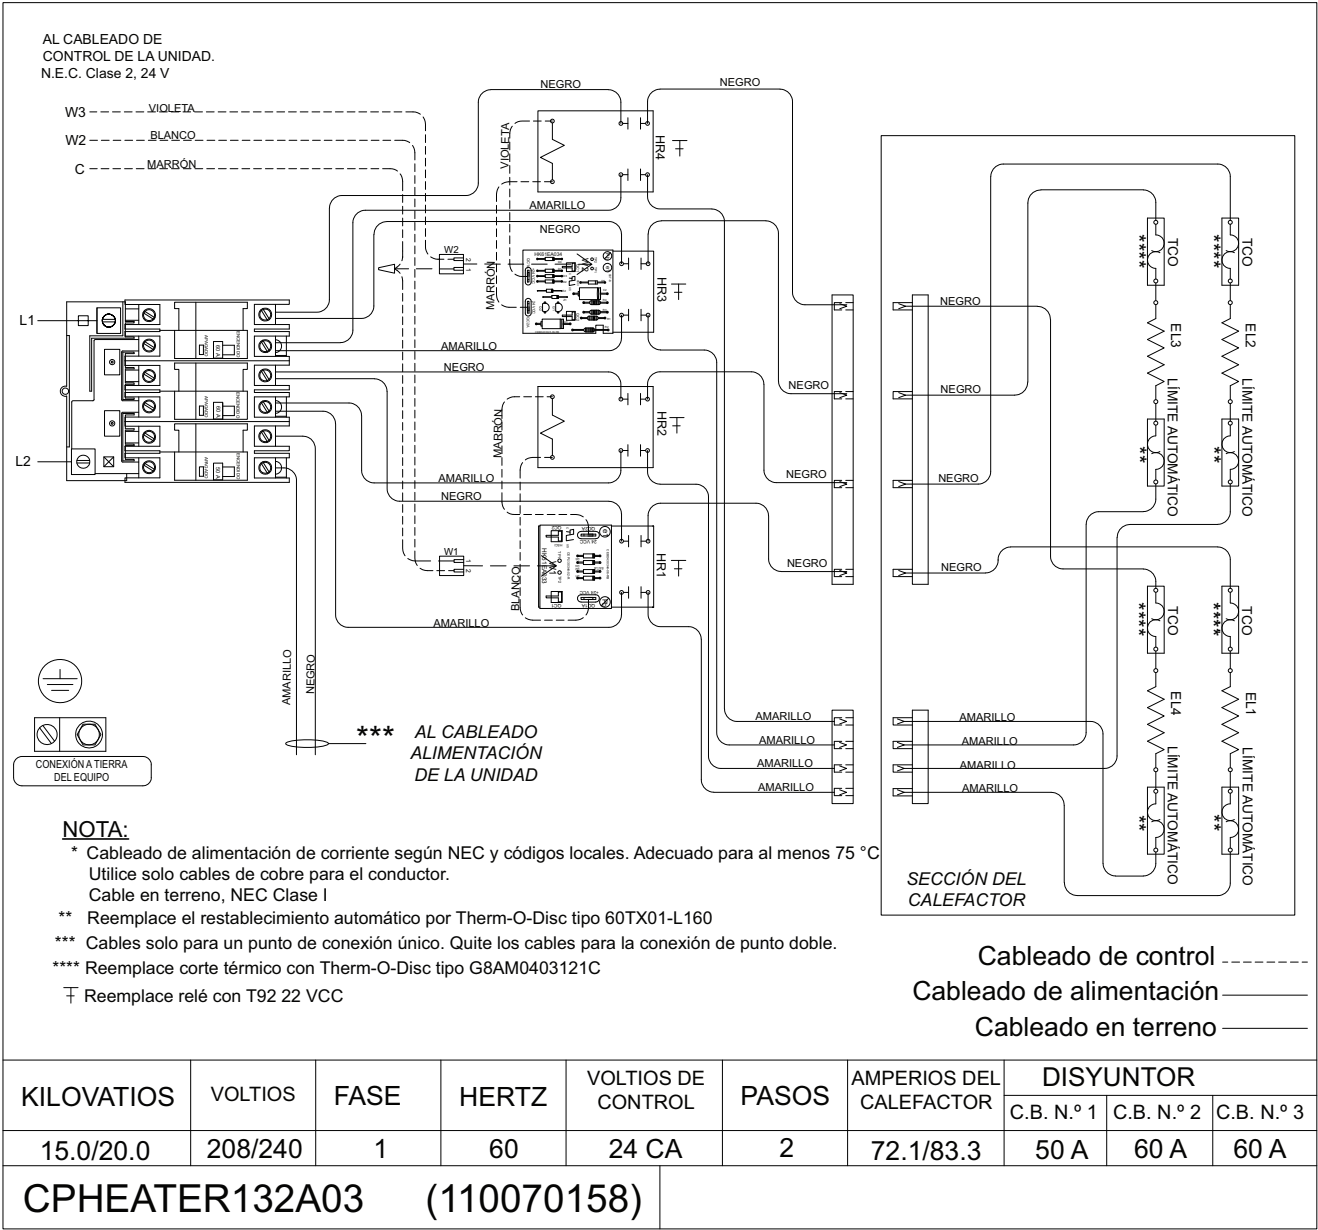 AL CABLEADO DE
CONTROL DE LA UNIDAD.
N.E.C. Clase 2, 24 V
W3 VIOLETA
W2 BLANCO
C MARRÓN
NEGRO
NEGRO
VIOLETA
HR4
AMARILLO
NEGRO
W2
2
1
MARRÓN
HK61EA034
HR3
AMARILLO
NEGRO
L1
L2
60 A
60 A
50 A
MARRÓN
HR2
AMARILLO
NEGRO
W1
1
2
24 VCC
BLANCO
HR1
AMARILLO
AMARILLO
NEGRO
NEGRO
NEGRO
NEGRO
AMARILLO
AMARILLO
AMARILLO
AMARILLO
NEGRO
NEGRO
NEGRO
NEGRO
AMARILLO
AMARILLO
AMARILLO
AMARILLO
TCO
****
EL3
LÍMITE AUTOMÁTICO
**
TCO
****
EL2
LÍMITE AUTOMÁTICO
**
TCO
****
EL4
LÍMITE AUTOMÁTICO
**
TCO
****
EL1
LÍMITE AUTOMÁTICO
**
SECCIÓN DEL
CALEFACTOR
*** AL CABLEADO
ALIMENTACIÓN
DE LA UNIDAD
CONEXIÓN A TIERRA
DEL EQUIPO
NOTA:
* Cableado de alimentación de corriente según NEC y códigos locales. Adecuado para al menos 75 °C
Utilice solo cables de cobre para el conductor.
Cable en terreno, NEC Clase I
** Reemplace el restablecimiento automático por Therm-O-Disc tipo 60TX01-L160
*** Cables solo para un punto de conexión único. Quite los cables para la conexión de punto doble.
**** Reemplace corte térmico con Therm-O-Disc tipo G8AM0403121C
Reemplace relé con T92 22 VCC
Cableado de control
Cableado de alimentación
Cableado en terreno
KILOVATIOS VOLTIOS FASE HERTZ VOLTIOS DE CONTROL PASOS AMPERIOS DEL CALEFACTOR DISYUNTOR
C.B. N.º 1 C.B. N.º 2 C.B. N.º 3
15.0/20.0 208/240 1 60 24 CA 2 72.1/83.3 50 A 60 A 60 A
CPHEATER132A03 (110070158)